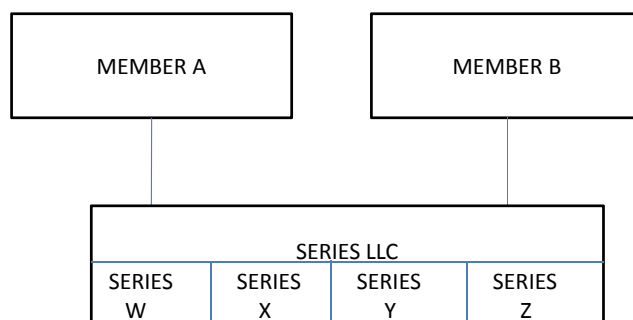 MEMBER A
MEMBER B
SERIES LLC
SERIES SERIES SERIES SERIES
W X Y Z